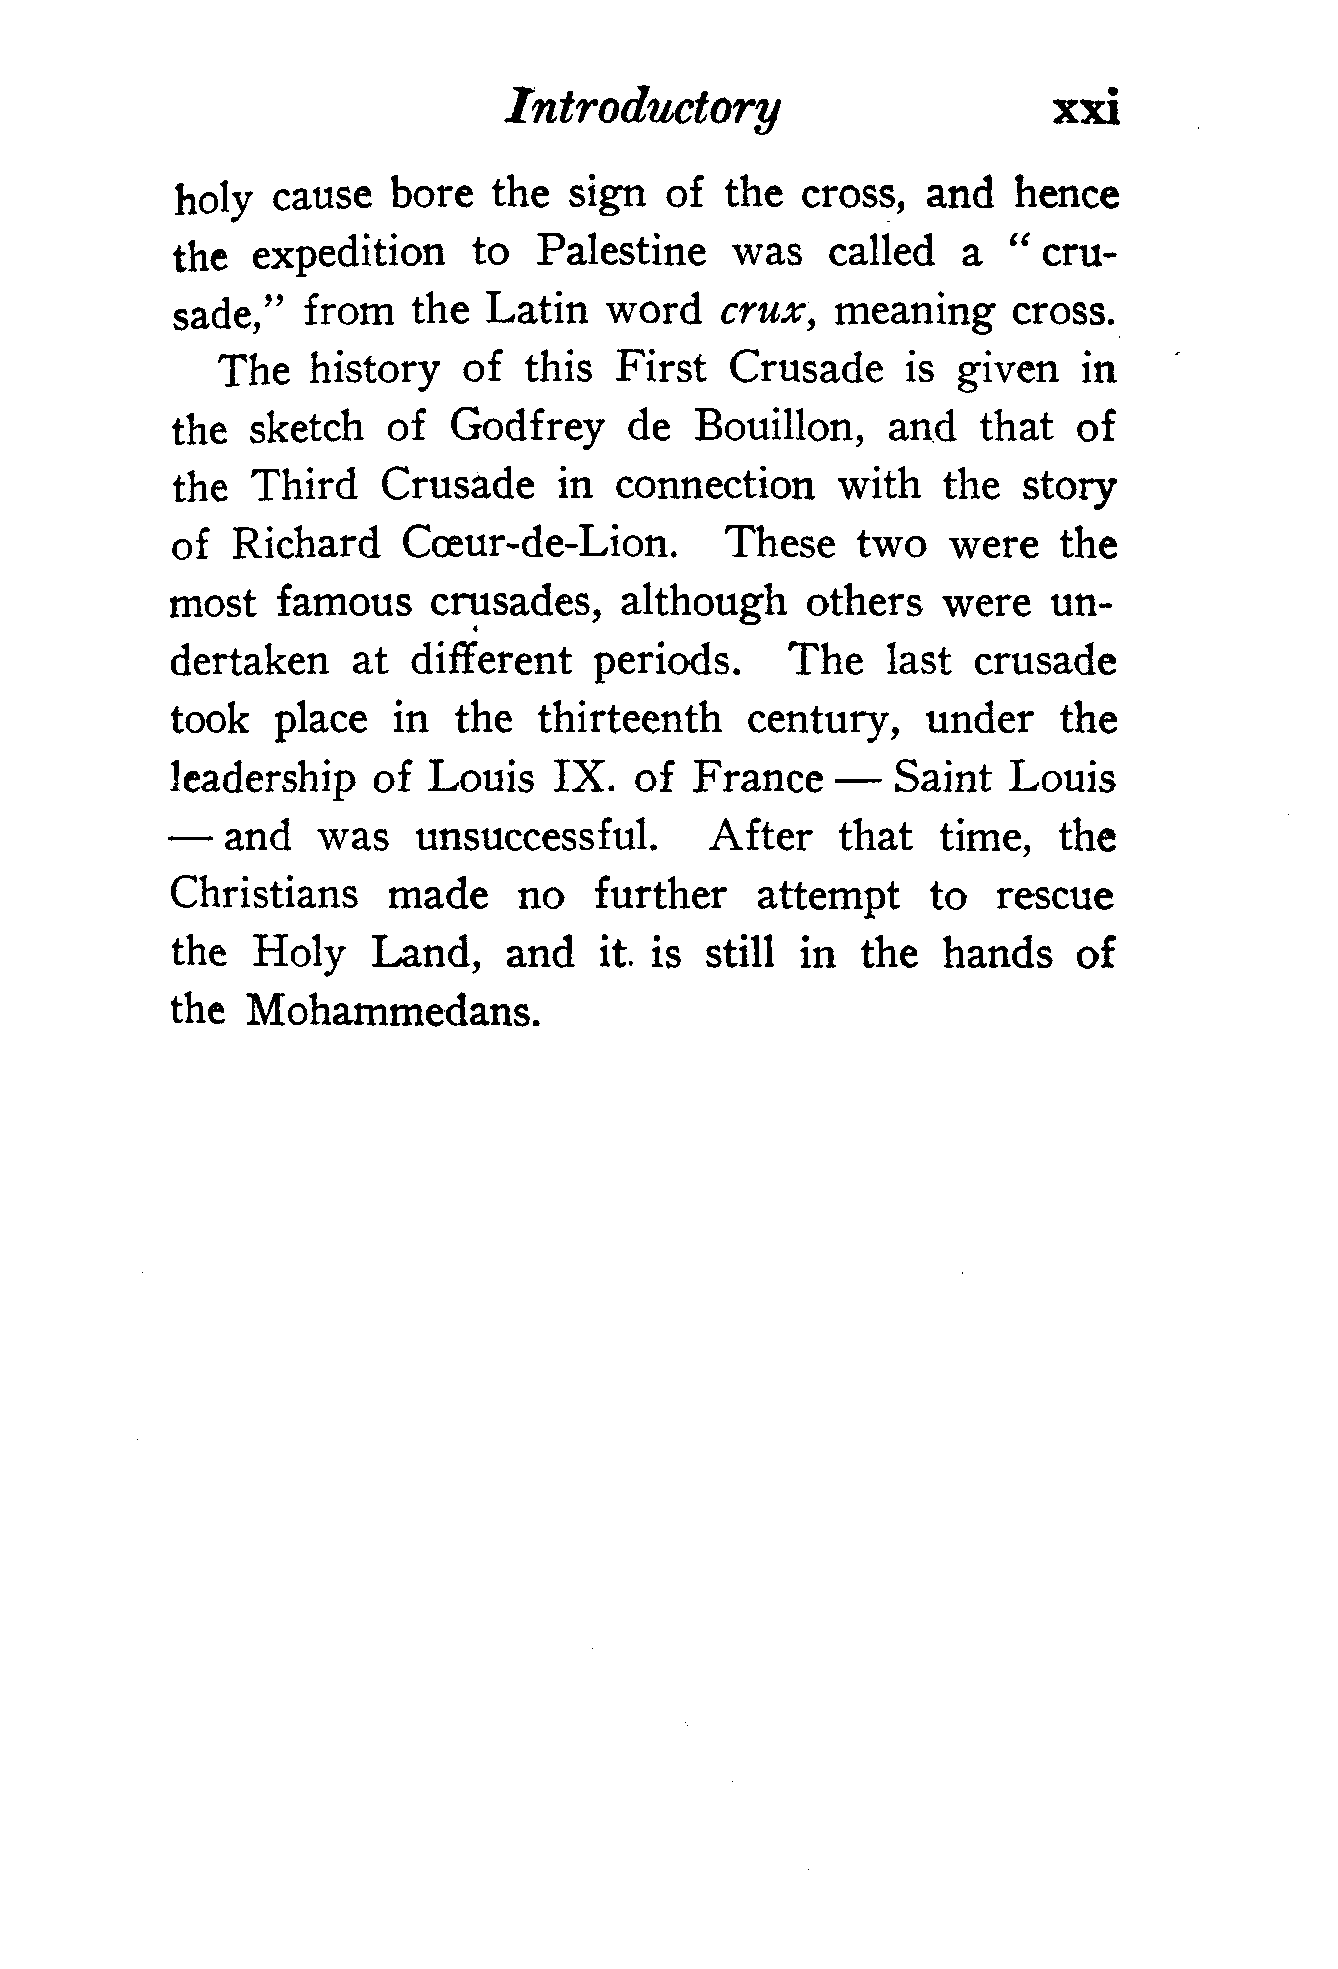 Introductory xxi
holy cause bore the sign of the cross, and hence
the expedition to Palestine was called a “ cru-
sade,” from the Latin word crux, meaning cross.
The history of this First Crusade is given in
the sketch of Godfrey de Bouillon, and that of
the Third Crusade in connection with the story
of Richard Cœur-de-Lion. These two were the
most famous crusades, although others were un-
dertaken at different periods. The last crusade
took place in the thirteenth century, under the
leadership of Louis IX. of France — Saint Louis
— and was unsuccessful. After that time, the
Christians made no further attempt to rescue
the Holy Land, and it is still in the hands of
the Mohammedans.